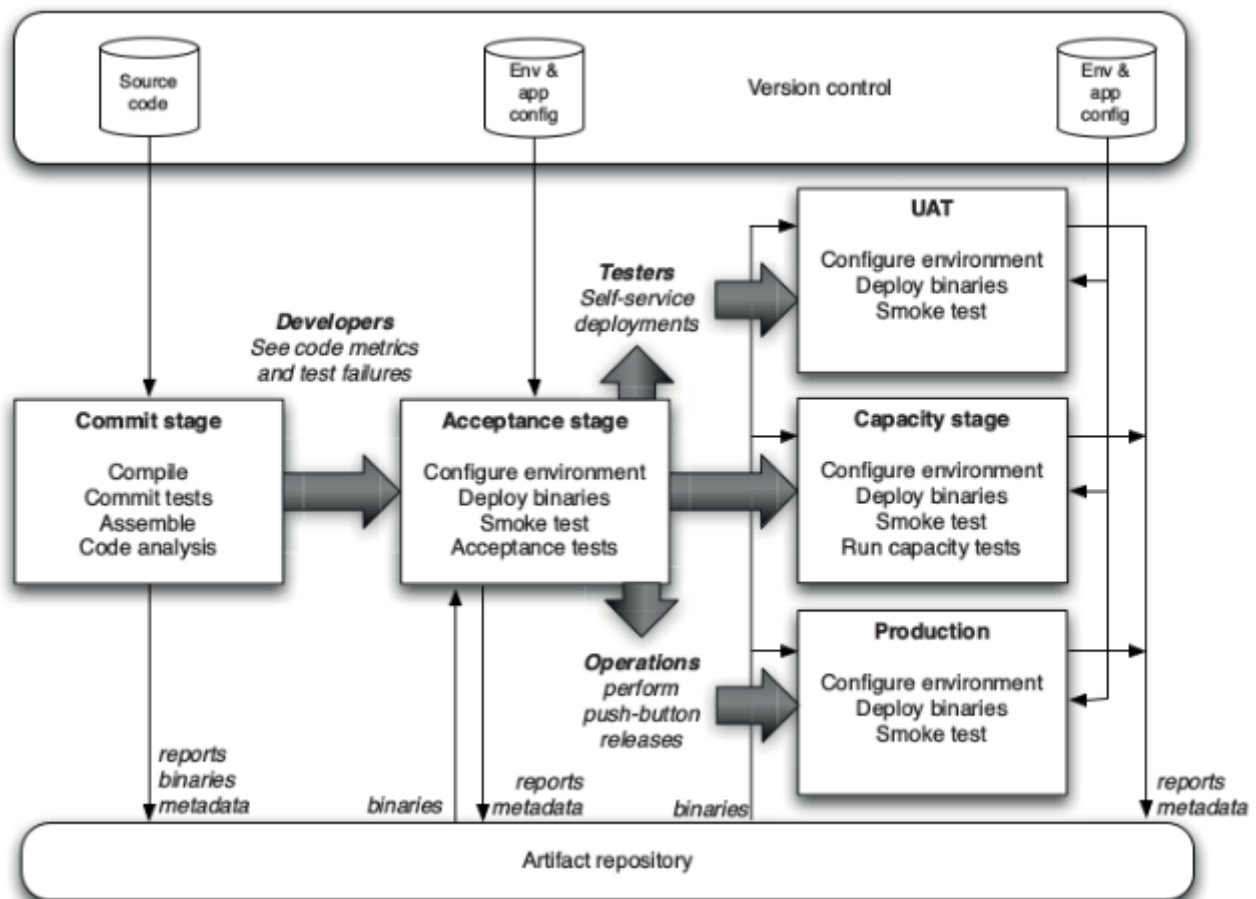 Source
code
Env &
app
config
Version control
Env &
app
config
UAT
Configure environment
Deploy binaries
Smoke test
Testers
Self-service
deployments
Developers
See code metrics
and test failures
Commit stage
Compile
Commit tests
Assemble
Code analysis
Acceptance stage
Configure environment
Deploy binaries
Smoke test
Acceptance tests
Capacity stage
Configure environment
Deploy binaries
Smoke test
Run capacity tests
Operations
perform
push-button
releases
Production
Configure environment
Deploy binaries
Smoke test
reports
binaries
metadata
binaries
reports
metadata
binaries
reports
metadata
Artifact repository